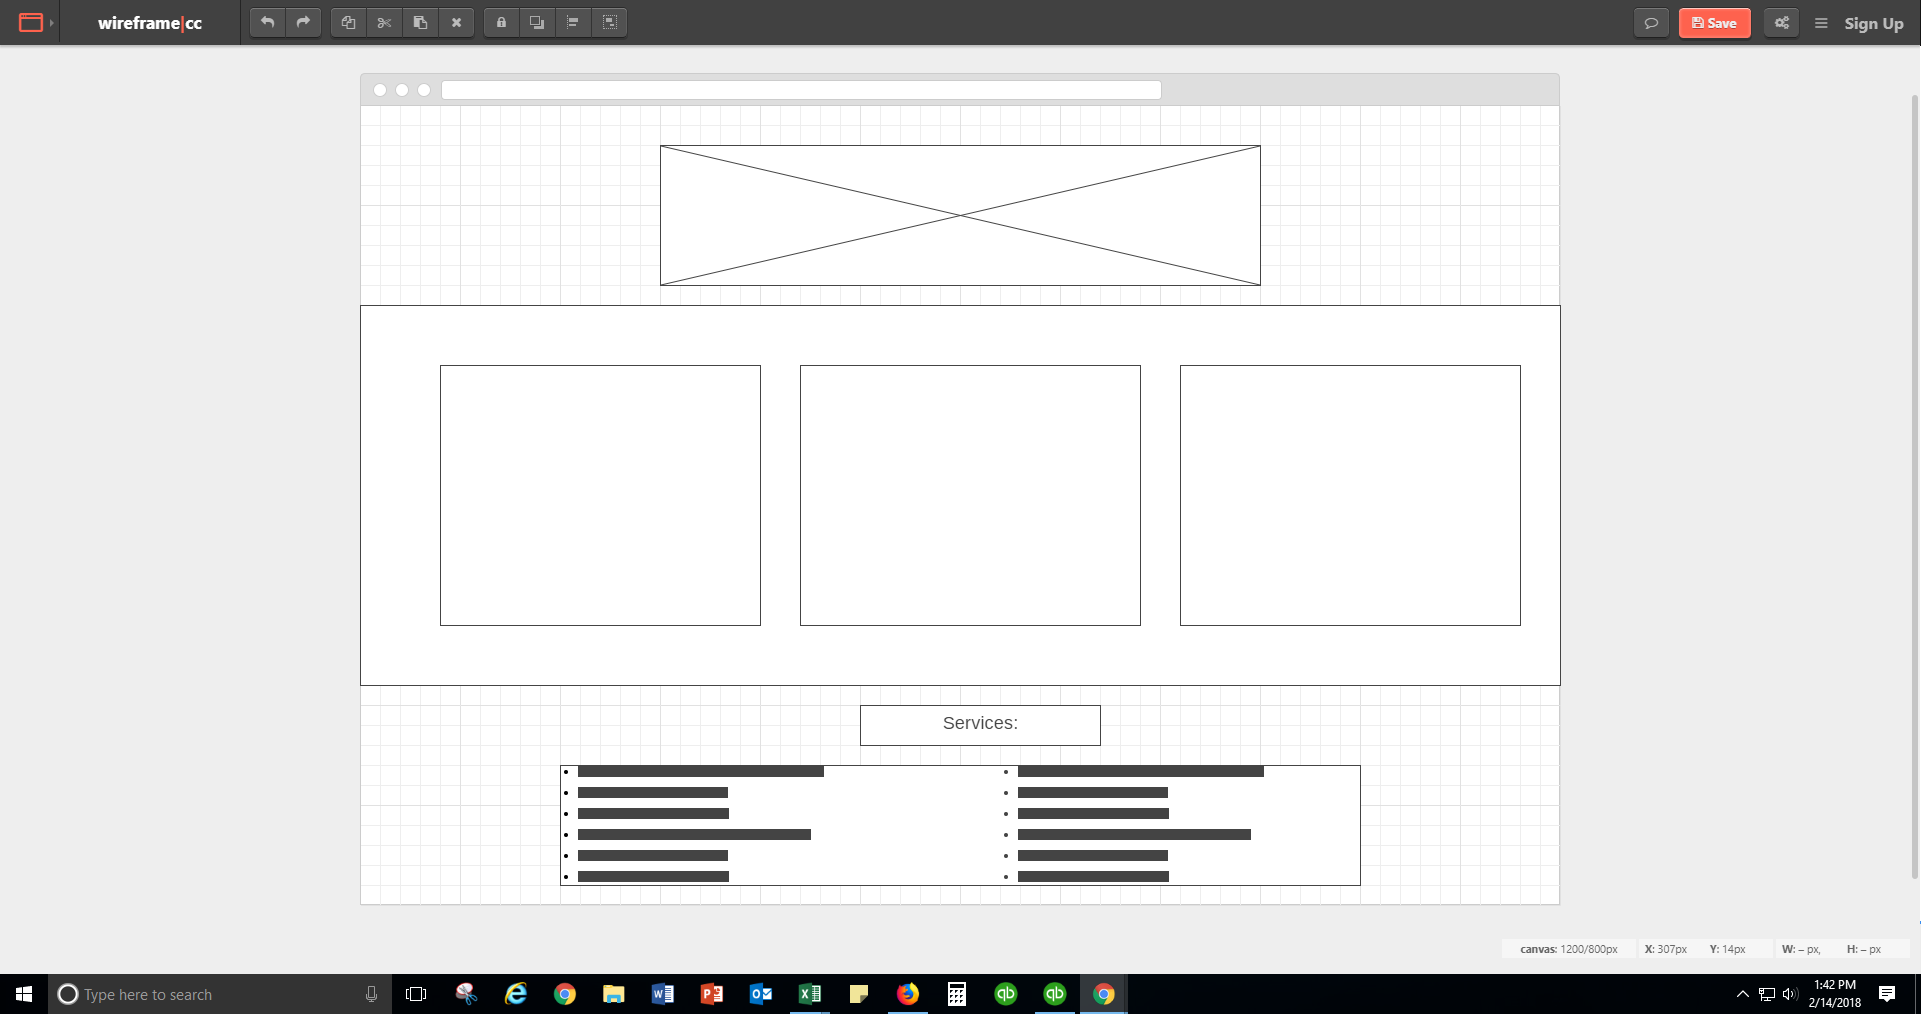 wireframe|cc
Save
Sign Up
Services:
canvas: 1200/800px X: 307px Y: 14px W: – px, H: – px
Type here to search
1:42 PM
2/14/2018